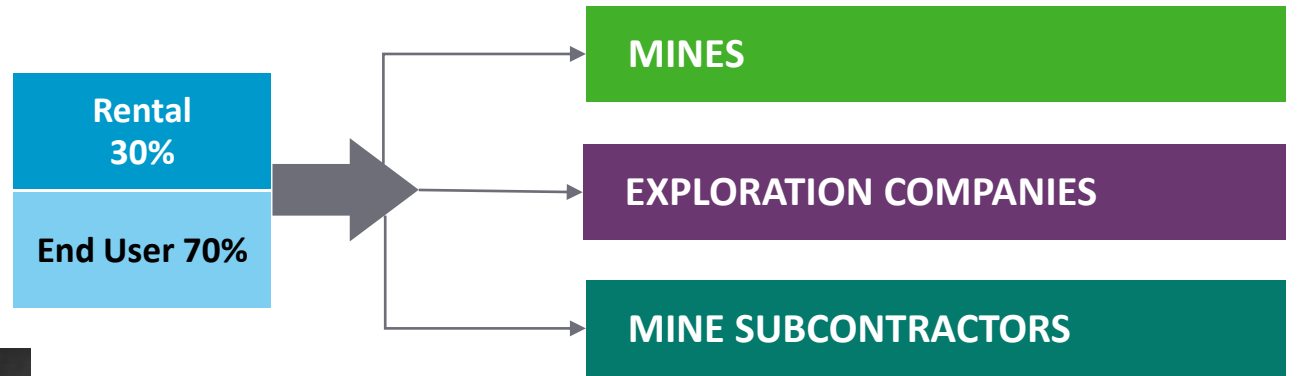 Rental
30%
End User 70%
MINES
EXPLORATION COMPANIES
MINE SUBCONTRACTORS